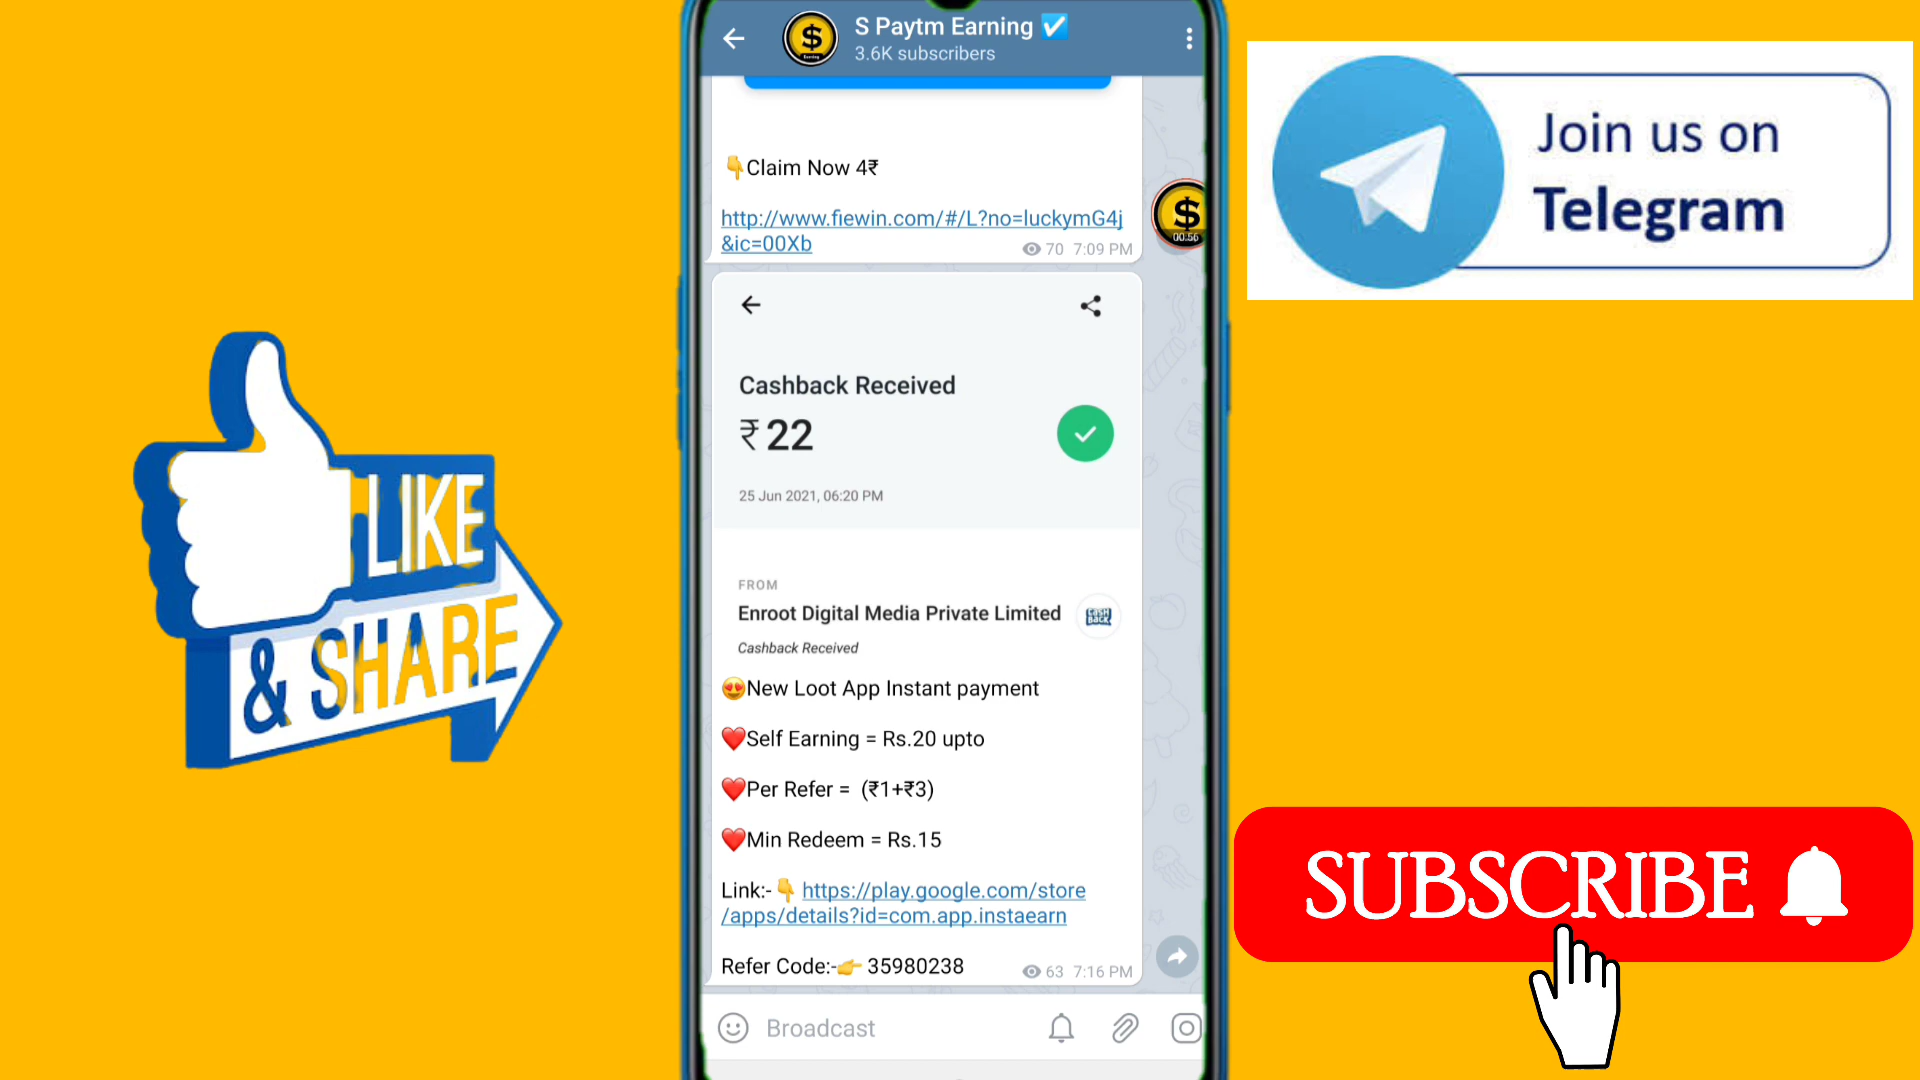 S Paytm Earning
3.6K subscribers
👇Claim Now 4₹
http://www.fiewin.com/#/L?no=luckymG4j
&ic=00Xb
70 7:09 PM
$
00:56
Cashback Received
₹22
25 Jun 2021, 06:20 PM
FROM
Enroot Digital Media Private Limited
CASH
BACK
Cashback Received
😍New Loot App Instant payment
❤️Self Earning = Rs.20 upto
❤️Per Refer = (₹1+₹3)
❤️Min Redeem = Rs.15
Link:-👇 https://play.google.com/store
/apps/details?id=com.app.instaearn
Refer Code:-👉 35980238
63 7:16 PM
Broadcast
LIKE
& SHARE
Join us on
Telegram
SUBSCRIBE